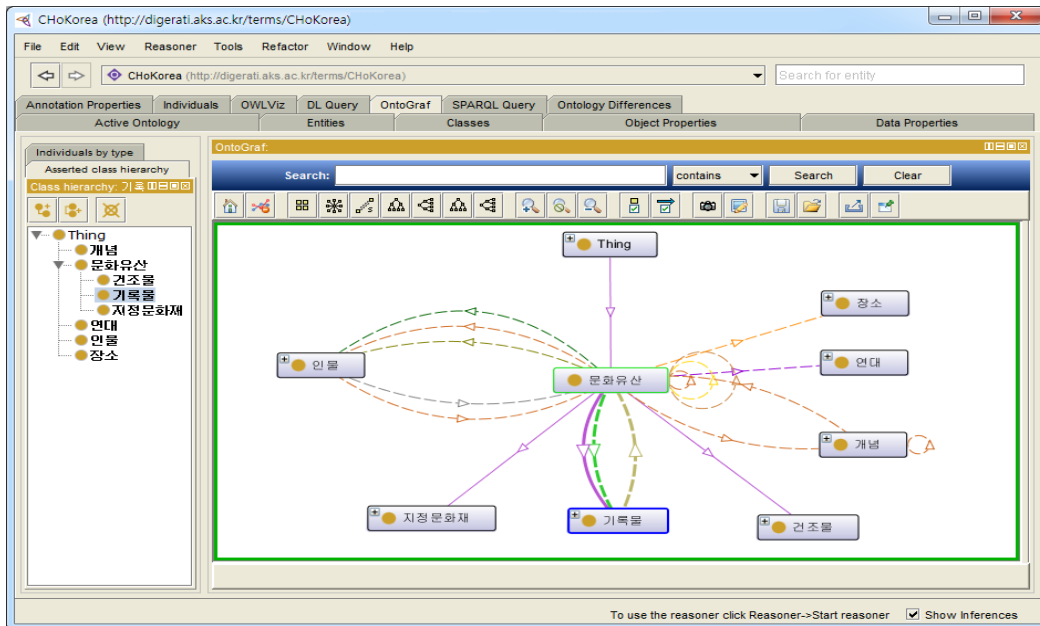 CHoKorea (http://digerati.aks.ac.kr/terms/CHoKorea)
File Edit View Reasoner Tools Refactor Window Help
CHoKorea (http://digerati.aks.ac.kr/terms/CHoKorea)
Search for entity
Annotation Properties Individuals OWLViz DL Query OntoGraf SPARQL Query Ontology Differences
Active Ontology Entities Classes Object Properties Data Properties
Individuals by type
Asserted class hierarchy
Class hierarchy: 기록
Thing
개념
문화유산
건조물
기록물
지정문화재
연대
인물
장소
OntoGraf:
Search: contains Search Clear
Thing
장소
인물
연대
문화유산
개념
지정문화재
기록물
건조물
To use the reasoner click Reasoner->Start reasoner Show Inferences